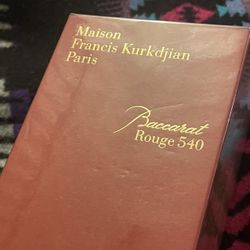 Maison
Francis Kurkdjian
Paris
Baccarat
Rouge 540